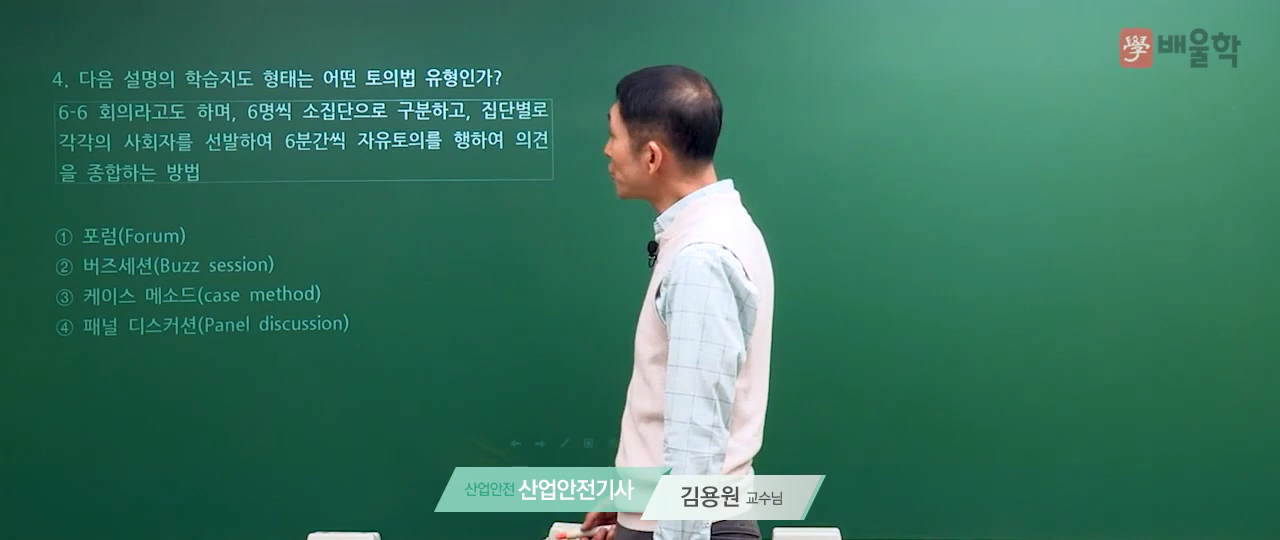 學 배울학
4. 다음 설명의 학습지도 형태는 어떤 토의법 유형인가?
6-6 회의라고도 하며, 6명씩 소집단으로 구분하고, 집단별로
각각의 사회자를 선발하여 6분간씩 자유토의를 행하여 의견
을 종합하는 방법
① 포럼(Forum)
② 버즈세션(Buzz session)
③ 케이스 메소드(case method)
④ 패널 디스커션(Panel discussion)
산업안전 산업안전기사
김용원 교수님